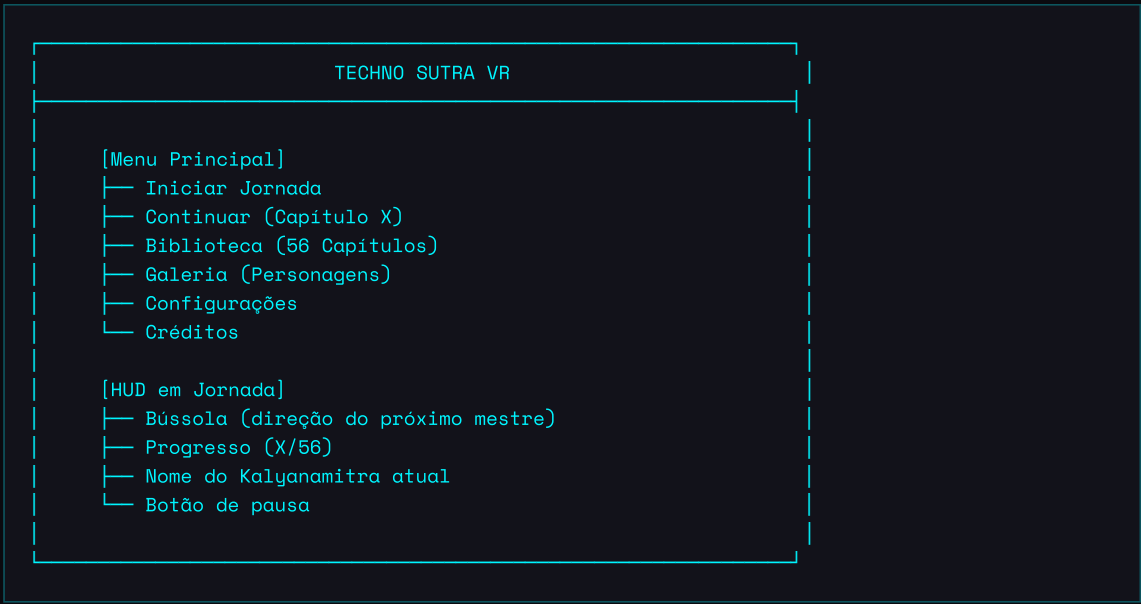 TECHNO SUTRA VR
[Menu Principal]
├── Iniciar Jornada
├── Continuar (Capítulo X)
├── Biblioteca (56 Capítulos)
├── Galeria (Personagens)
├── Configurações
└── Créditos
[HUD em Jornada]
├── Bússola (direção do próximo mestre)
├── Progresso (X/56)
├── Nome do Kalyanamitra atual
└── Botão de pausa